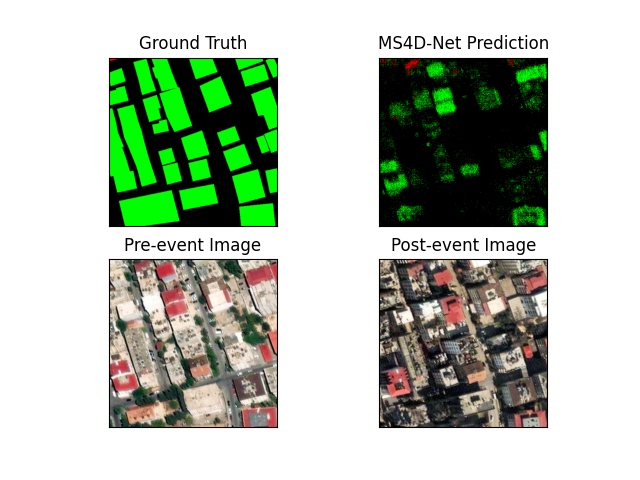 Ground Truth
MS4D-Net Prediction
Pre-event Image
Post-event Image